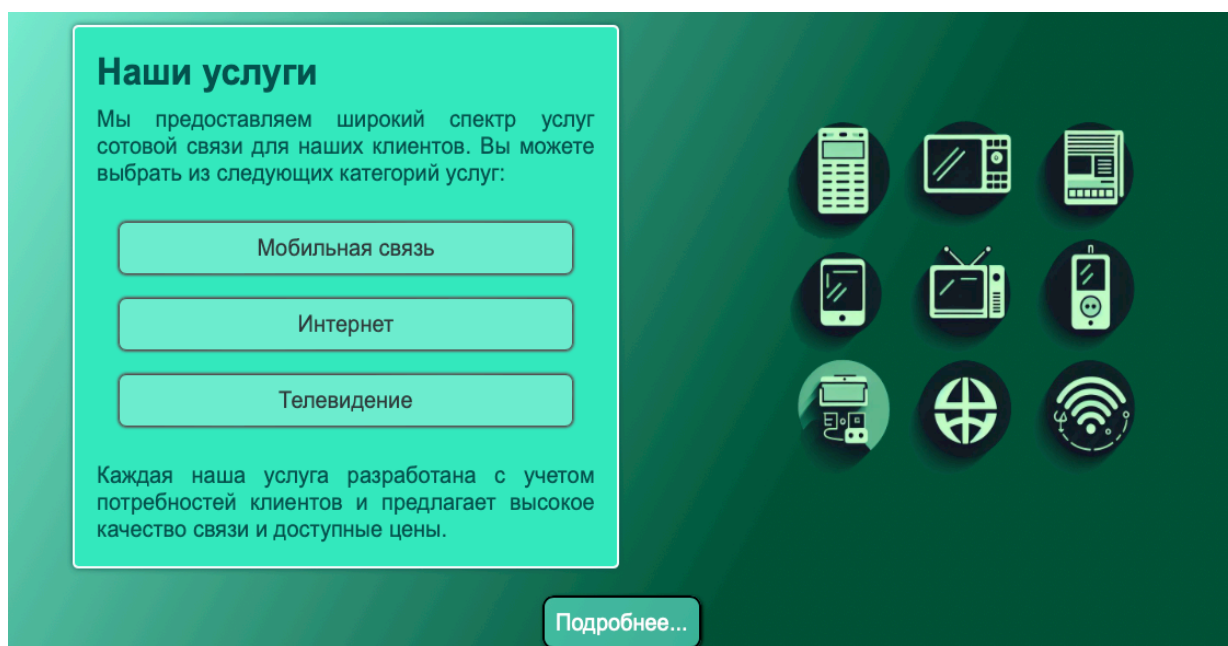 Наши услуги
Мы предоставляем широкий спектр услуг
сотовой связи для наших клиентов. Вы можете
выбрать из следующих категорий услуг:
Мобильная связь
Интернет
Телевидение
Каждая наша услуга разработана с учетом
потребностей клиентов и предлагает высокое
качество связи и доступные цены.
Подробнее...